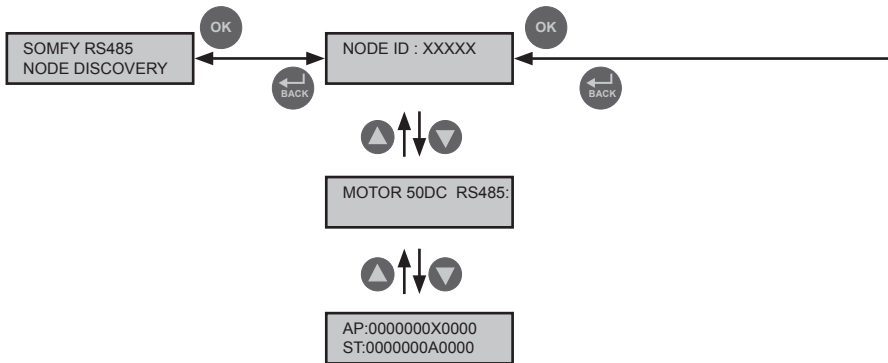 OK
OK
SOMFY RS485
NODE DISCOVERY
NODE ID : XXXXX
BACK
BACK
MOTOR 50DC RS485:
AP:0000000X0000
ST:0000000A0000